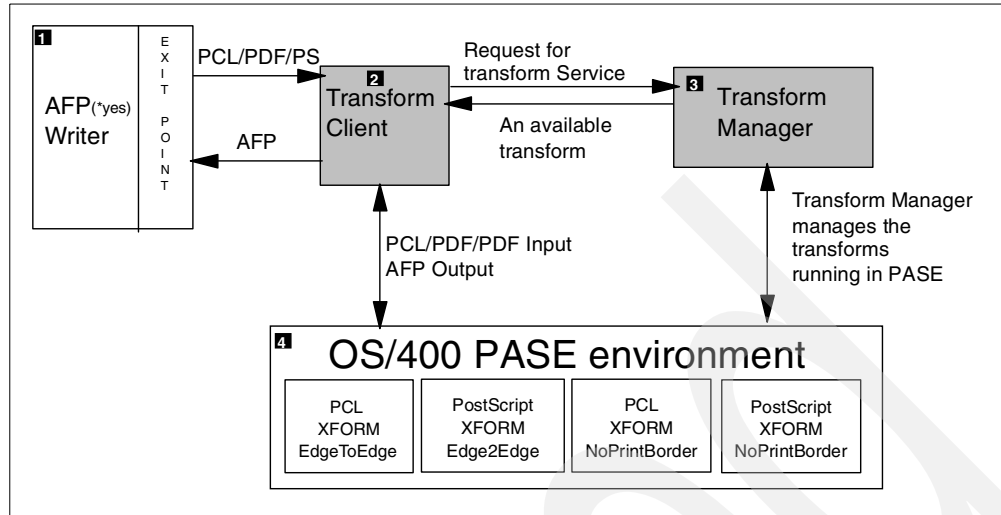 1
AFP(*yes)
Writer
EXIT POINT
PCL/PDF/PS
AFP
2
Transform
Client
Request for
transform Service
An available
transform
3
Transform
Manager
PCL/PDF/PDF Input
AFP Output
Transform Manager
manages the
transforms
running in PASE
4
OS/400 PASE environment
PCL
XFORM
EdgeToEdge
PostScript
XFORM
Edge2Edge
PCL
XFORM
NoPrintBorder
PostScript
XFORM
NoPrintBorder